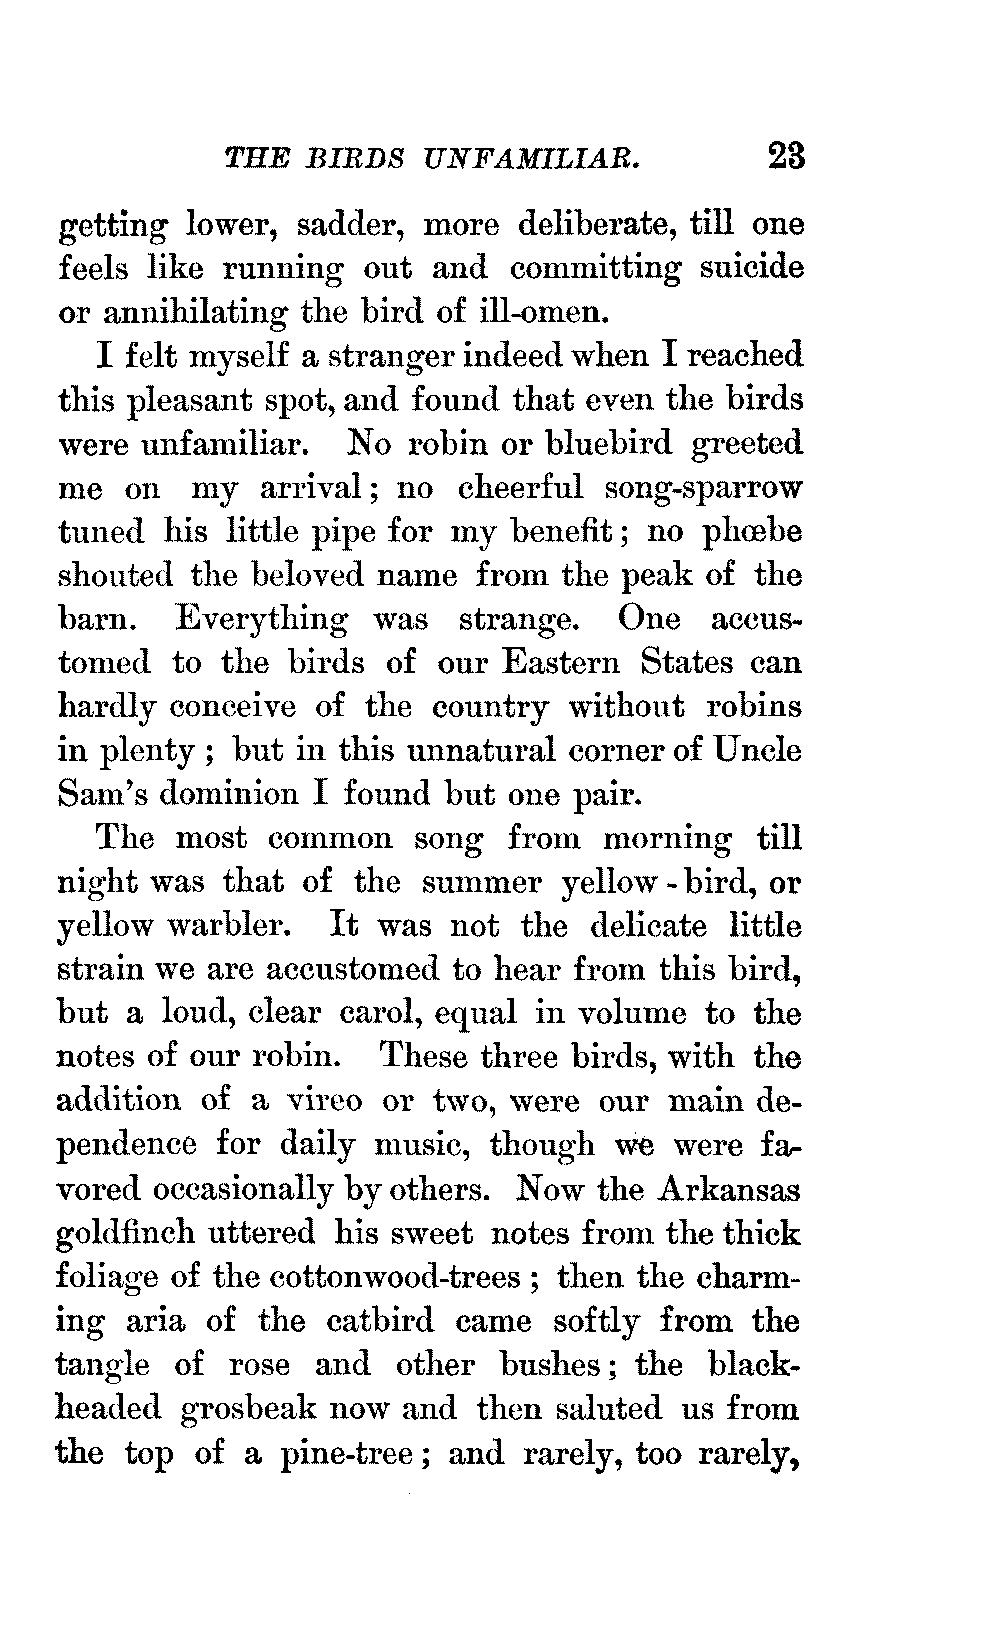 THE BIRDS UNFAMILIAR. 23
getting lower, sadder, more deliberate, till one
feels like running out and committing suicide
or annihilating the bird of ill-omen.
I felt myself a stranger indeed when I reached
this pleasant spot, and found that even the birds
were unfamiliar. No robin or bluebird greeted
me on my arrival; no cheerful song-sparrow
tuned his little pipe for my benefit; no phœbe
shouted the beloved name from the peak of the
barn. Everything was strange. One accus-
tomed to the birds of our Eastern States can
hardly conceive of the country without robins
in plenty; but in this unnatural corner of Uncle
Sam's dominion I found but one pair.
The most common song from morning till
night was that of the summer yellow-bird, or
yellow warbler. It was not the delicate little
strain we are accustomed to hear from this bird,
but a loud, clear carol, equal in volume to the
notes of our robin. These three birds, with the
addition of a vireo or two, were our main de-
pendence for daily music, though we were fa-
vored occasionally by others. Now the Arkansas
goldfinch uttered his sweet notes from the thick
foliage of the cottonwood-trees; then the charm-
ing aria of the catbird came softly from the
tangle of rose and other bushes; the black-
headed grosbeak now and then saluted us from
the top of a pine-tree; and rarely, too rarely,